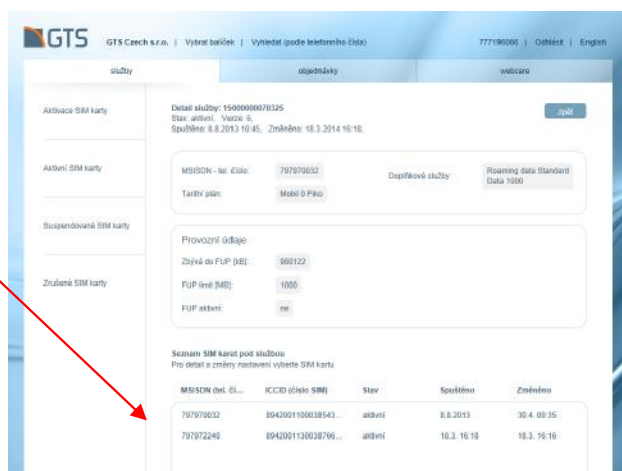 GTS GTS Czech s.r.o. | Vybrat balíček | Vyhledat (podle telefonního čísla) 777190066 | Odhlásit | English
služby objednávky webcare
Aktivace SIM karty
Aktivní SIM karty
Suspendované SIM karty
Zrušené SIM karty
Detail služby: 15000000070325
Stav: aktivní, Verze: 6,
Spuštěno: 8.8.2013 10:45, Změněno: 18.3.2014 16:18,
zpět
MSISDN - tel. číslo: 797970032 Doplňkové služby: Roaming data Standard
Data 1000
Tarifní plán: Mobil 0 Piko
Provozní údaje
Zbývá do FUP [kB]: 960122
FUP limit [MB]: 1000
FUP aktivní: ne
Seznam SIM karet pod službou
Pro detail a změny nastavení vyberte SIM kartu
MSISDN (tel. čí... ICCID (číslo SIM) Stav Spuštěno Změněno
797970032 8942001100038543... aktivní 8.8.2013 30.4. 09:35
797972240 8942001130038766... aktivní 18.3. 16:18 18.3. 16:16